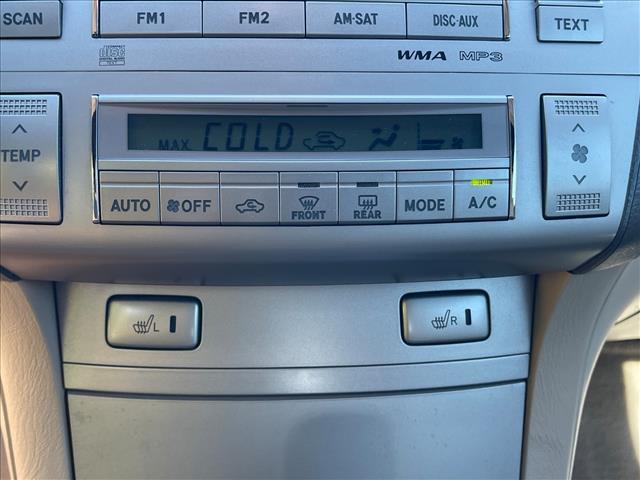 SCAN FM1 FM2 AM·SAT DISC·AUX TEXT
WMA MP3
TEMP MAX COLD
AUTO OFF FRONT REAR MODE A/C
L R